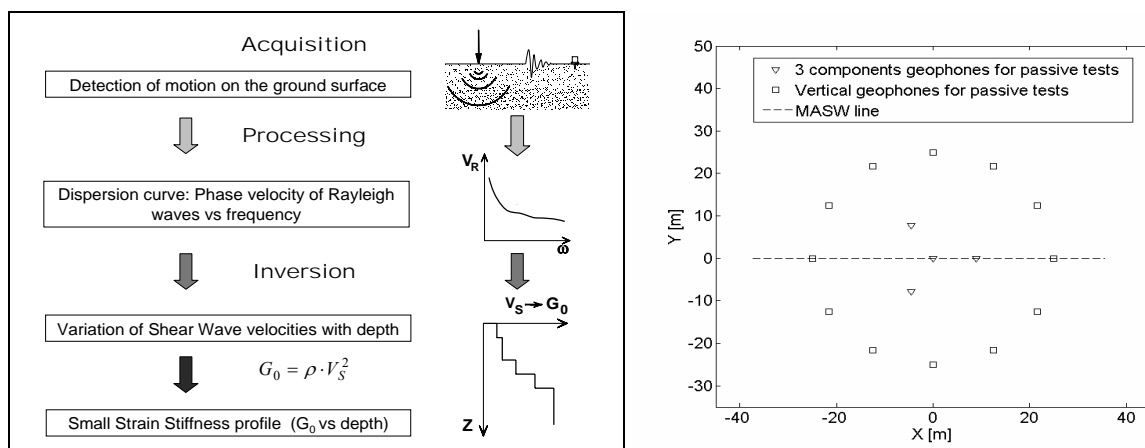 Acquisition
Detection of motion on the ground surface
Processing
V_R
Dispersion curve: Phase velocity of Rayleigh
waves vs frequency
ω
Inversion
V_S → G_0
Variation of Shear Wave velocities with depth
G_0 = ρ · V_S^2
Small Strain Stiffness profile (G_0 vs depth)
Z
50
40
30
20
10
0
-10
-20
-30
Y [m]
3 components geophones for passive tests
Vertical geophones for passive tests
MASW line
-40
-20
0
20
40
X [m]